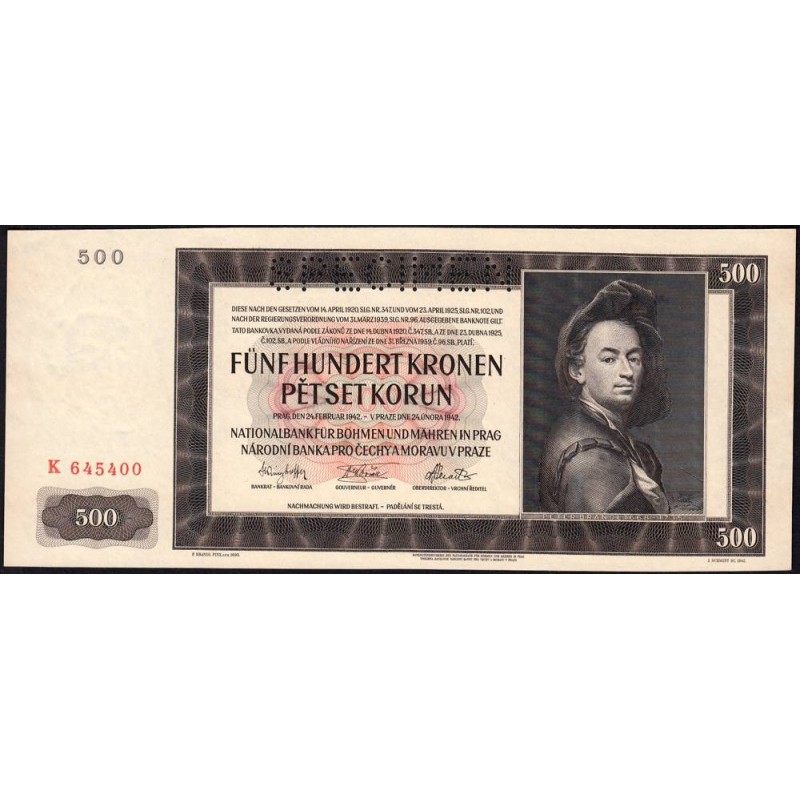 500
SPECIMEN
500
DIESE NACH DEN GESETZEN VOM 14. APRIL 1920, SLG. NR. 347, UND VOM 23. APRIL 1925, SLG. NR. 102, UND
NACH DER REGIERUNGSVERORDNUNG VOM 31. MÄRZ 1939, SLG. NR. 96, AUSGEGEBENE BANKNOTE GILT
TATO BANKOVKA, VYDANÁ PODLE ZÁKONŮ ZE DNE 14. DUBNA 1920, Č. 347, SB., A ZE DNE 23. DUBNA 1925,
Č. 102, SB., A PODLE VLÁDNÍHO NAŘÍZENÍ ZE DNE 31. BŘEZNA 1939, Č. 96, SB. PLATÍ:
FÜNF HUNDERT KRONEN
PĚT SET KORUN
PRAG, DEN 24. FEBRUAR 1942. - V PRAZE DNE 24. ÚNORA 1942.
NATIONALBANK FÜR BÖHMEN UND MÄHREN IN PRAG
NÁRODNÍ BANKA PRO ČECHY A MORAVU V PRAZE
K 645400
BANKRAT - BANKOVNÍ RADA
GOUVERNEUR - GUVERNÉR
OBERDIREKTOR - VRCHNÍ ŘEDITEL
NACHMACHUNG WIRD BESTRAFT. - PADĚLÁNÍ SE TRESTÁ.
500
500